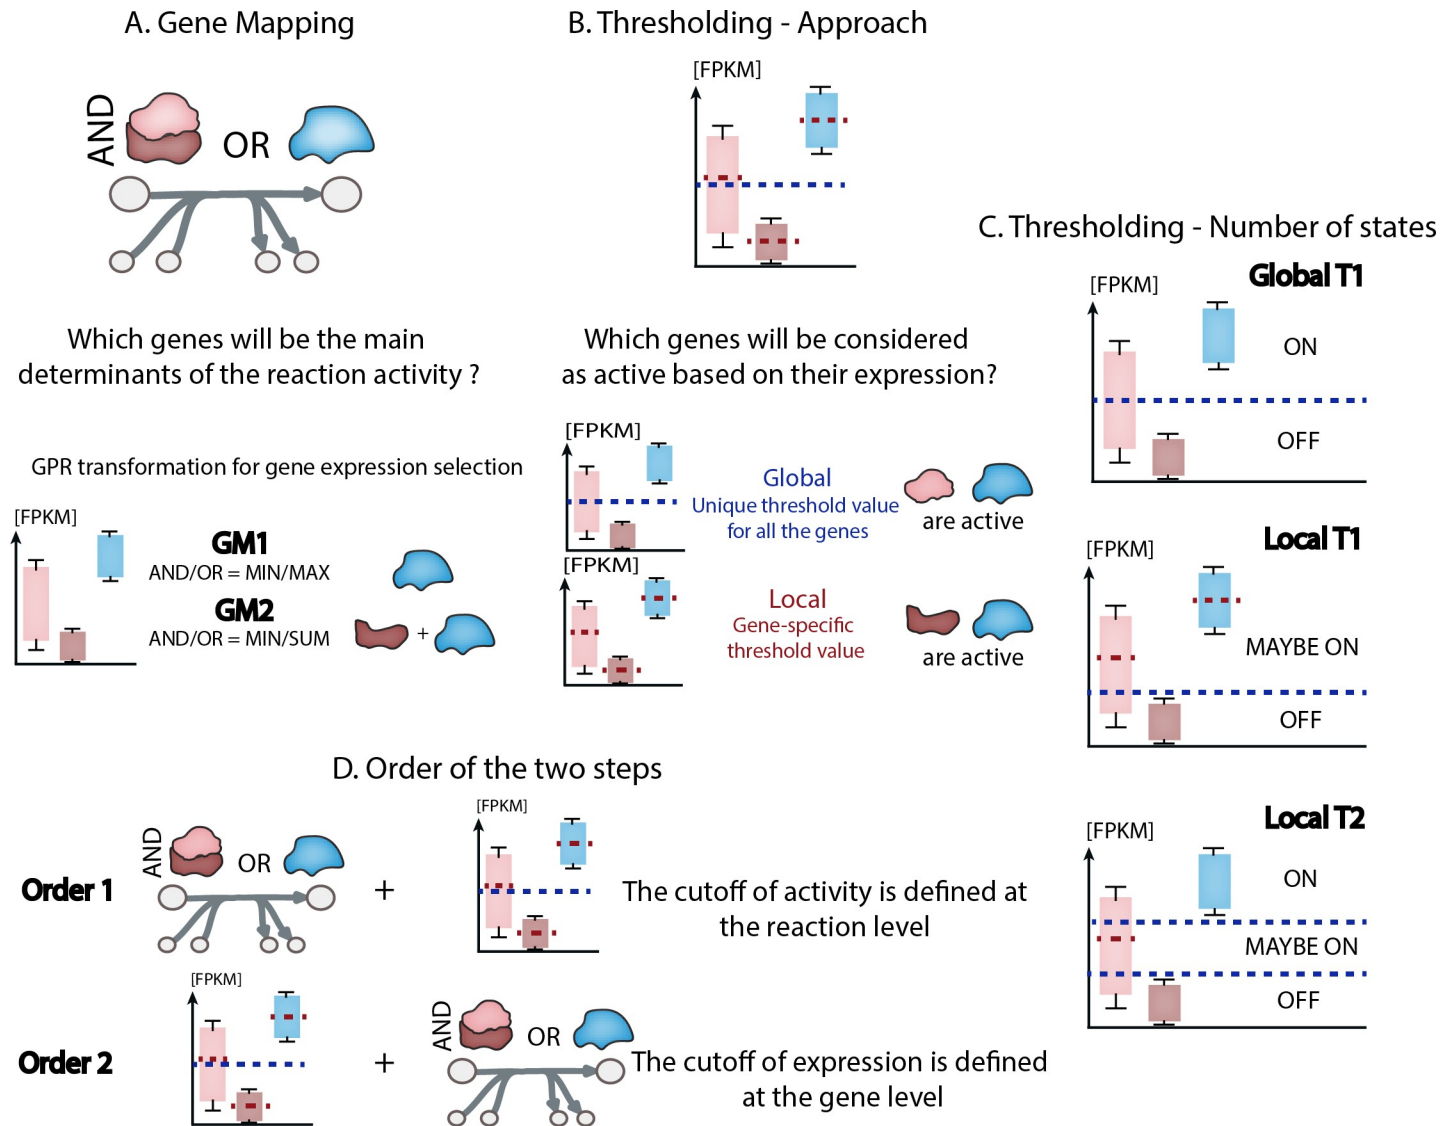 A. Gene Mapping
AND
OR
Which genes will be the main
determinants of the reaction activity ?
GPR transformation for gene expression selection
[FPKM]
GM1
AND/OR = MIN/MAX
GM2
AND/OR = MIN/SUM
+
B. Thresholding - Approach
[FPKM]
Which genes will be considered
as active based on their expression?
[FPKM]
Global
Unique threshold value
for all the genes
are active
[FPKM]
Local
Gene-specific
threshold value
are active
C. Thresholding - Number of states
Global T1
[FPKM]
ON
OFF
Local T1
[FPKM]
MAYBE ON
OFF
Local T2
[FPKM]
ON
MAYBE ON
OFF
D. Order of the two steps
Order 1
AND
OR
+
[FPKM]
The cutoff of activity is defined at
the reaction level
Order 2
[FPKM]
+
AND
OR
The cutoff of expression is defined
at the gene level